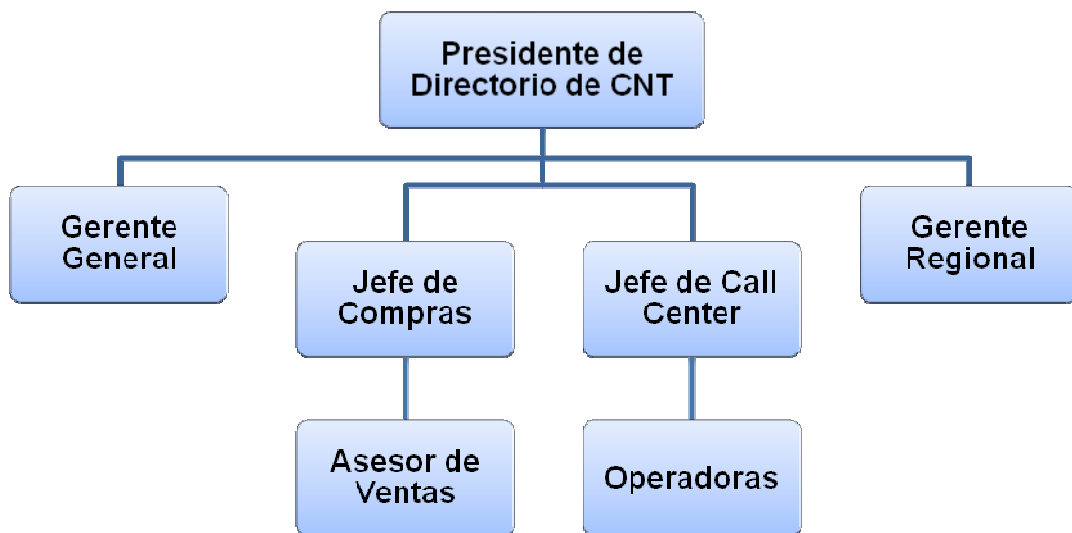 Presidente de
Directorio de CNT
Gerente
General
Gerente
Regional
Jefe de
Compras
Jefe de Call
Center
Asesor de
Ventas
Operadoras